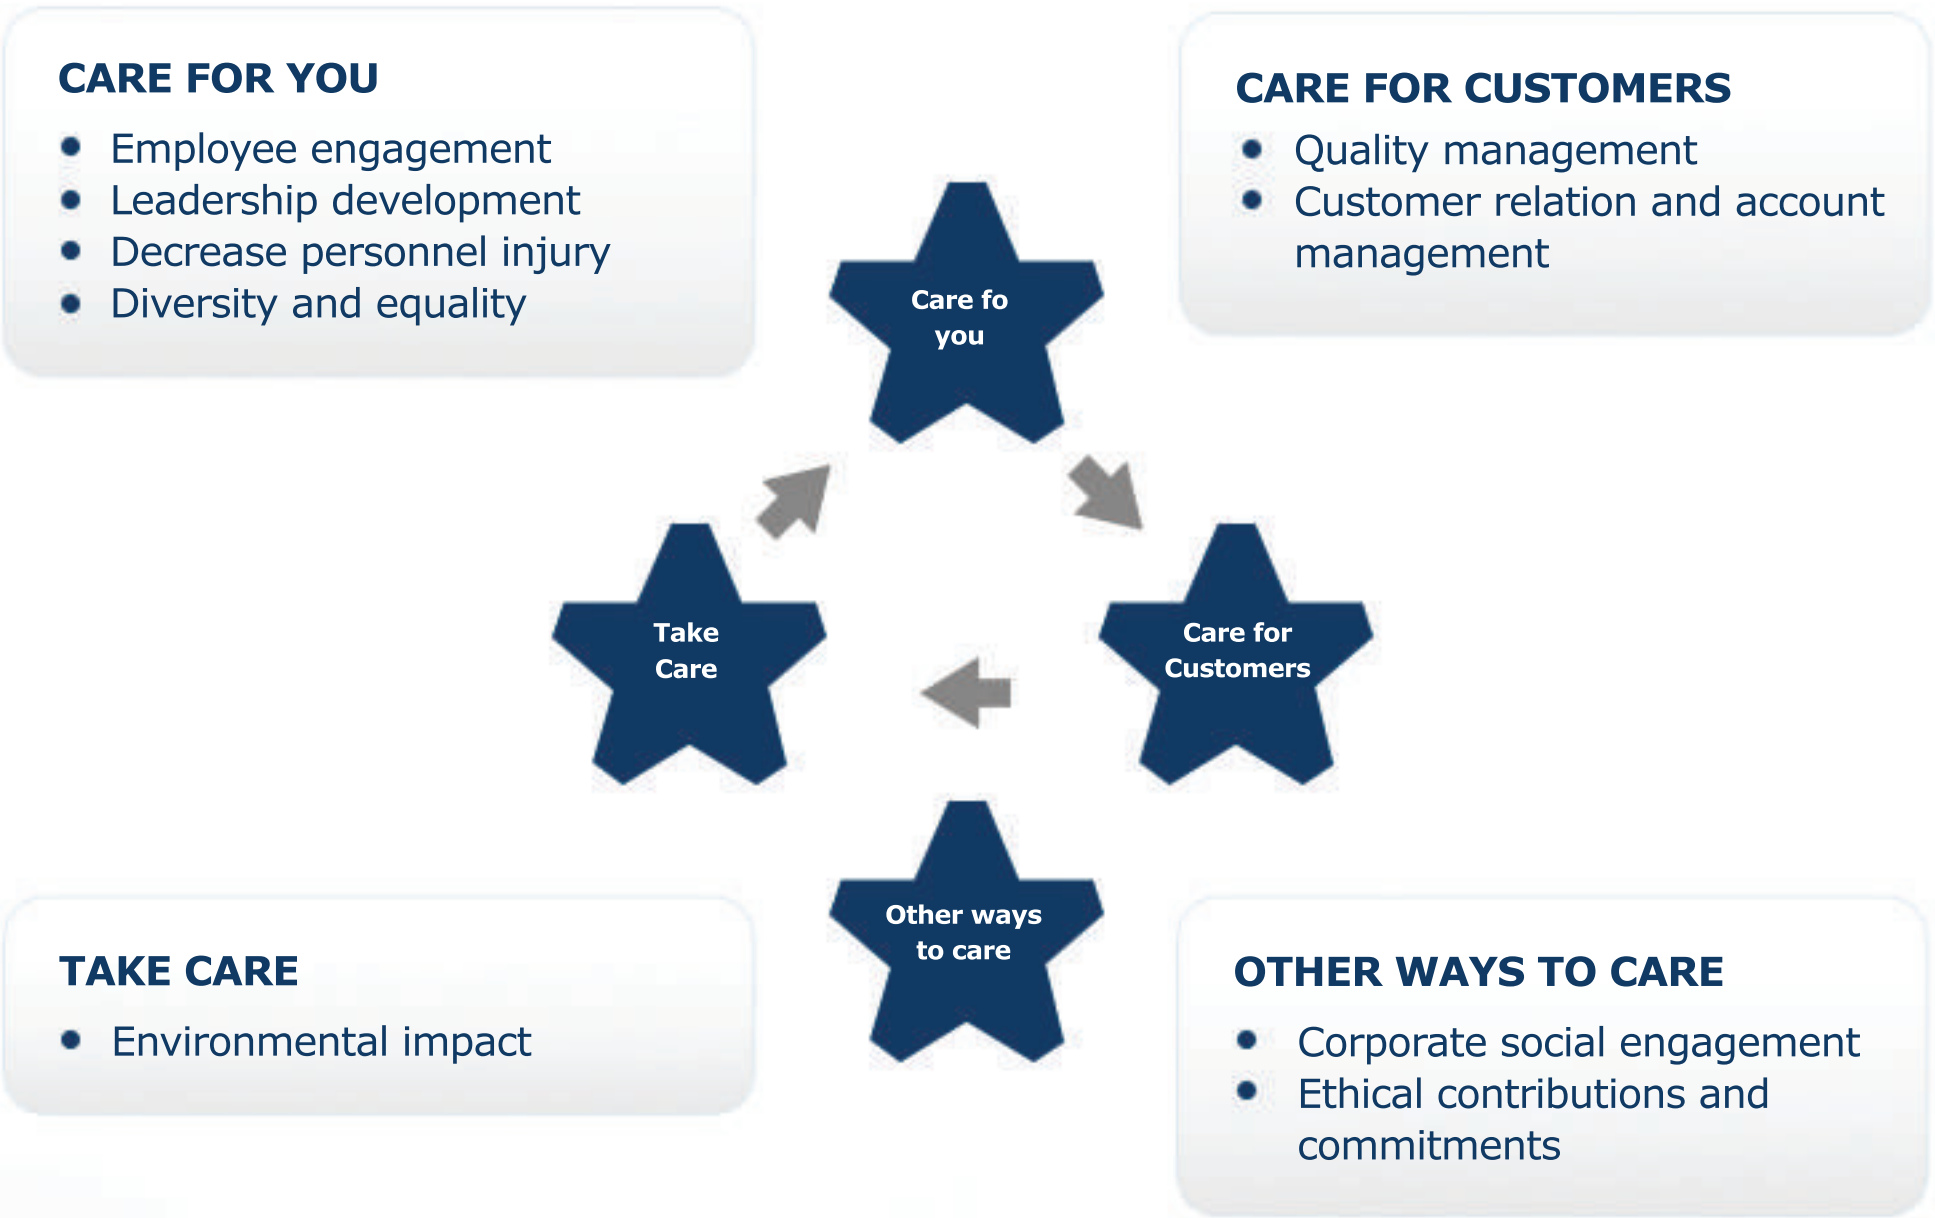 CARE FOR YOU
• Employee engagement
• Leadership development
• Decrease personnel injury
• Diversity and equality
CARE FOR CUSTOMERS
• Quality management
• Customer relation and account
management
Care fo
you
Take
Care
Care for
Customers
Other ways
to care
TAKE CARE
• Environmental impact
OTHER WAYS TO CARE
• Corporate social engagement
• Ethical contributions and
commitments